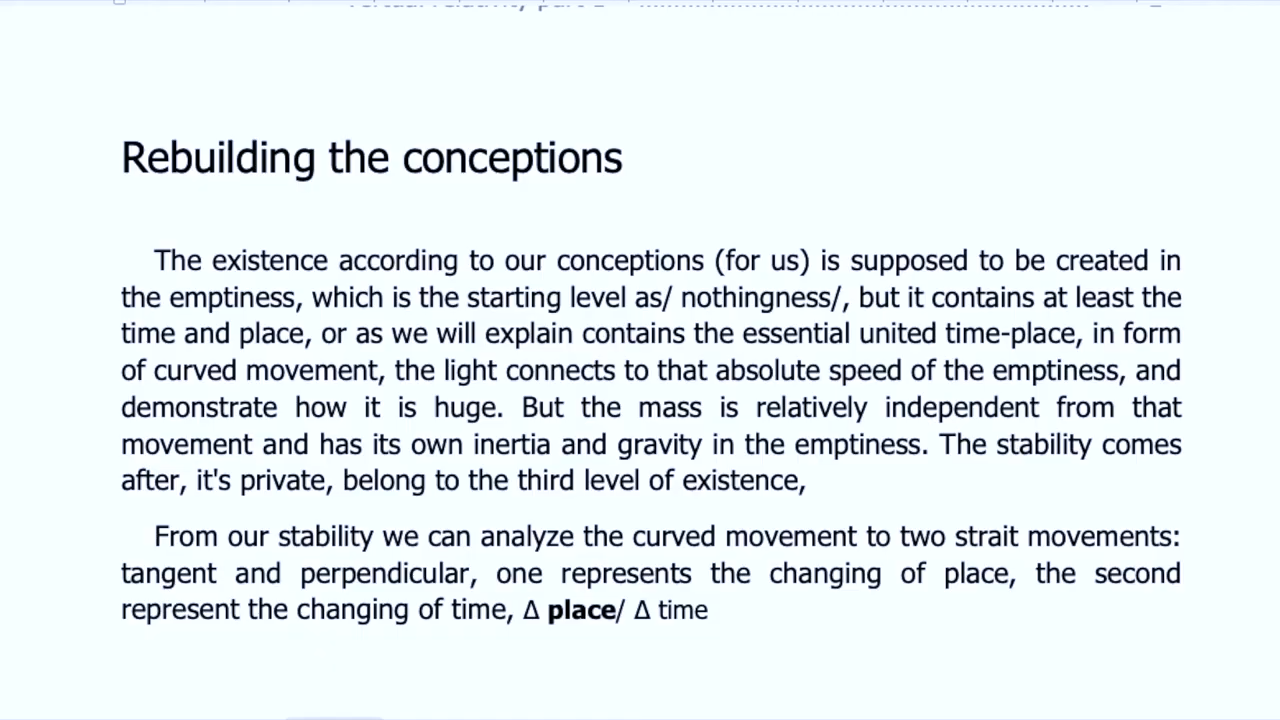 Rebuilding the conceptions
The existence according to our conceptions (for us) is supposed to be created in
the emptiness, which is the starting level as/ nothingness/, but it contains at least the
time and place, or as we will explain contains the essential united time-place, in form
of curved movement, the light connects to that absolute speed of the emptiness, and
demonstrate how it is huge. But the mass is relatively independent from that
movement and has its own inertia and gravity in the emptiness. The stability comes
after, it's private, belong to the third level of existence,
From our stability we can analyze the curved movement to two strait movements:
tangent and perpendicular, one represents the changing of place, the second
represent the changing of time, Δ place/ Δ time